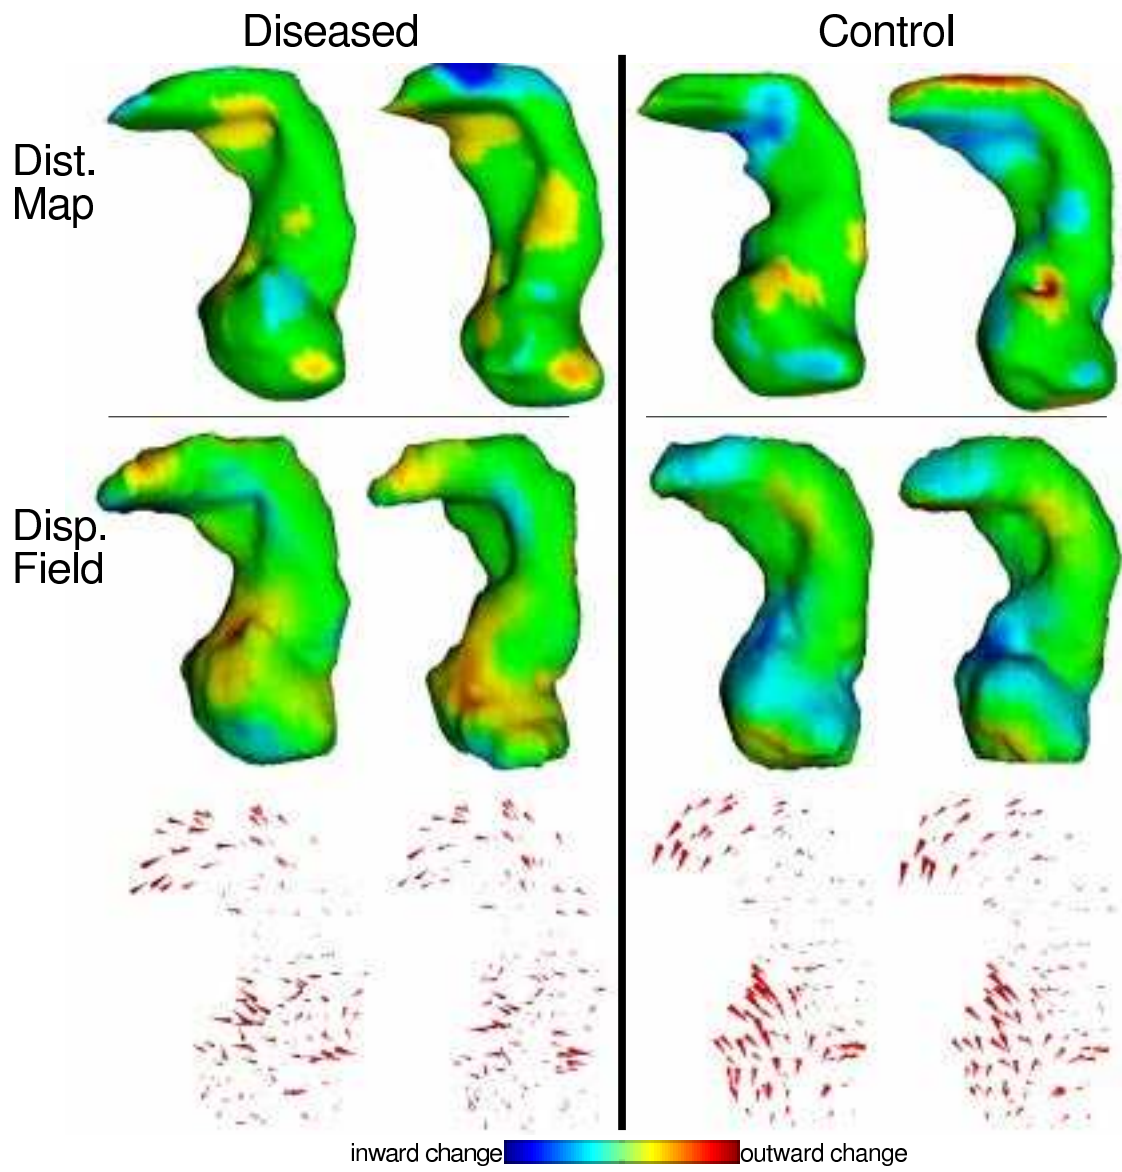 Diseased
Control
Dist.
Map
Disp.
Field
inward change
outward change